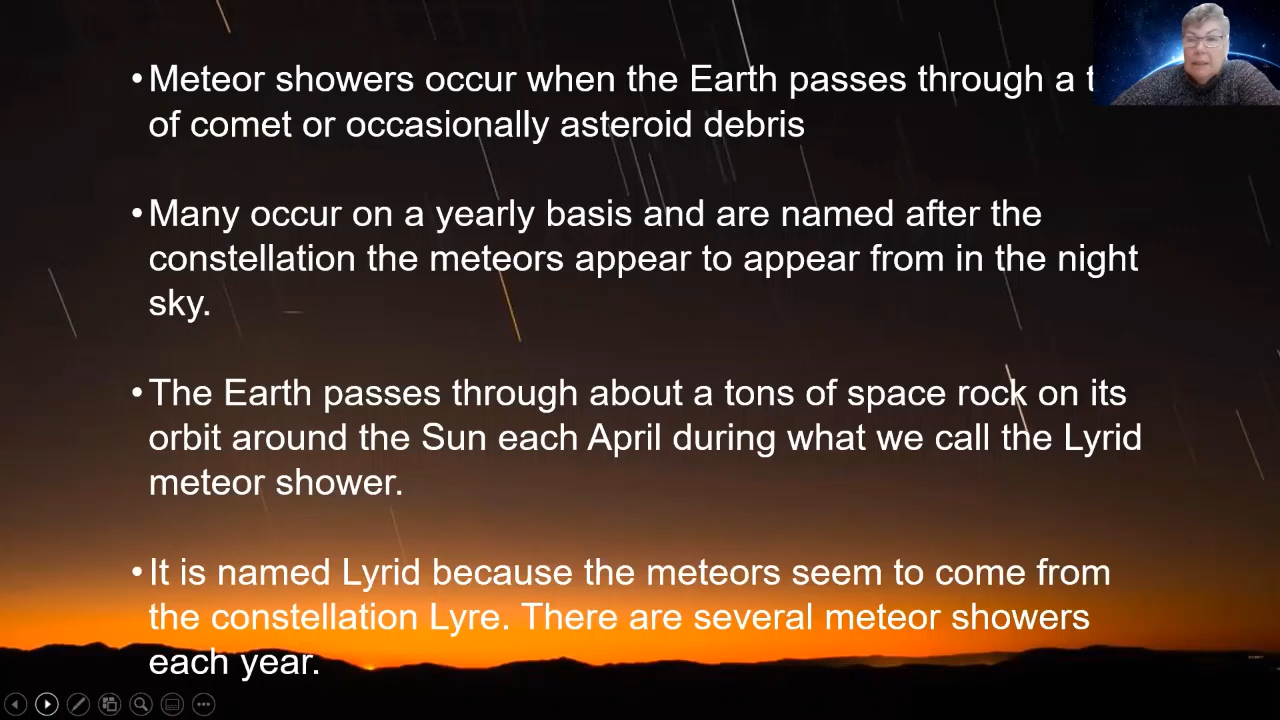 • Meteor showers occur when the Earth passes through a
of comet or occasionally asteroid debris
• Many occur on a yearly basis and are named after the
constellation the meteors appear to appear from in the night
sky.
• The Earth passes through about a tons of space rock on its
orbit around the Sun each April during what we call the Lyrid
meteor shower.
• It is named Lyrid because the meteors seem to come from
the constellation Lyre. There are several meteor showers
each year.